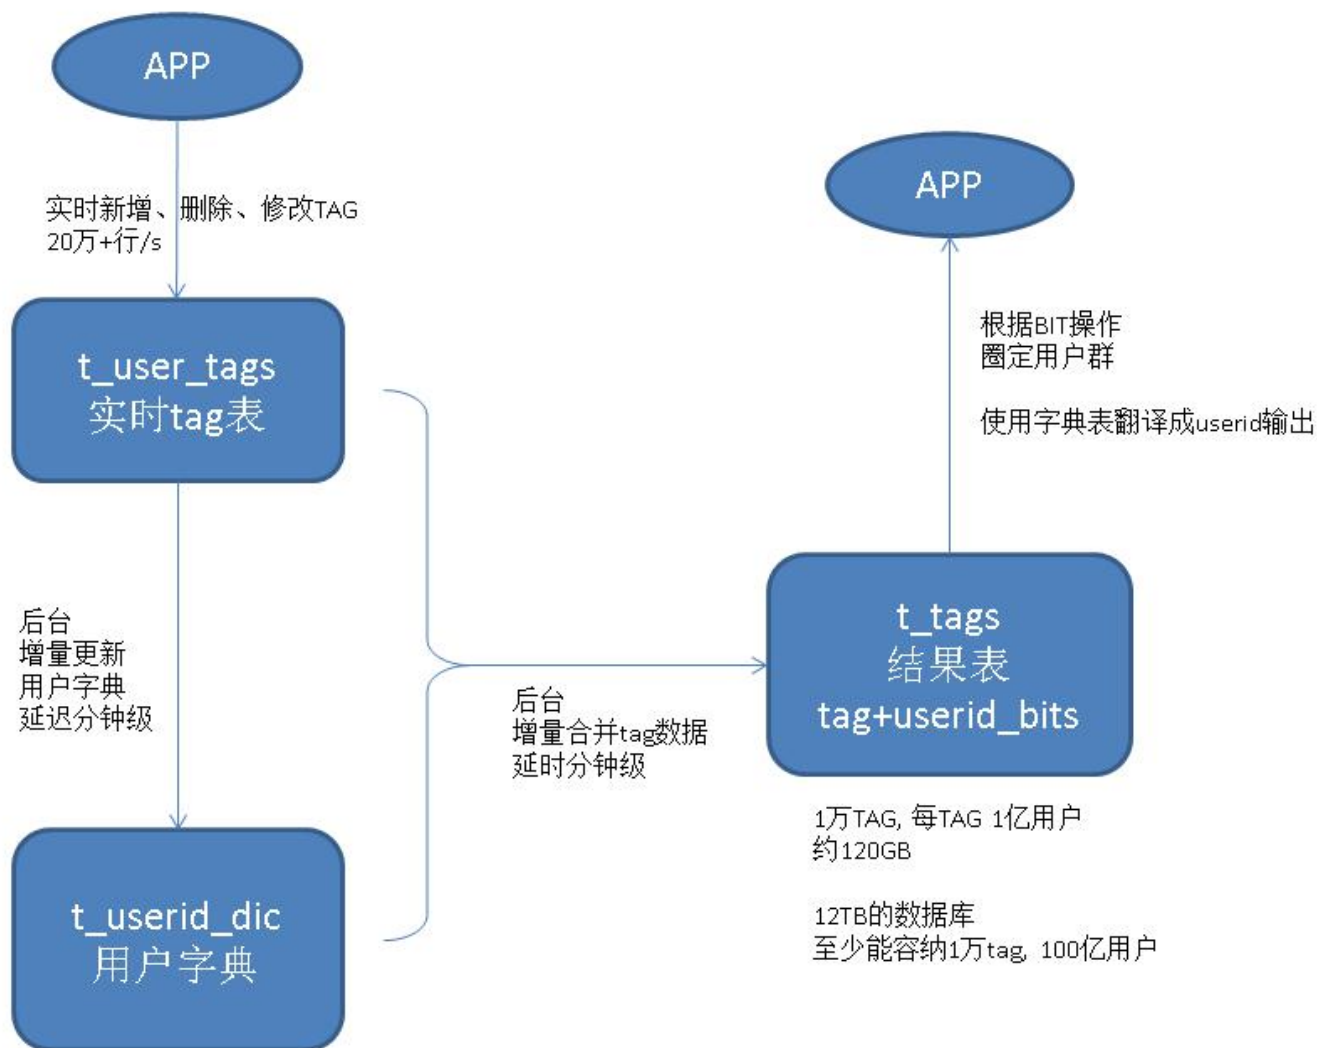 APP
实时新增、删除、修改TAG
20万+行/s
t_user_tags
实时tag表
后台
增量更新
用户字典
延迟分钟级
t_userid_dic
用户字典
后台
增量合并tag数据
延时分钟级
APP
根据BIT操作
圈定用户群
使用字典表翻译成userid输出
t_tags
结果表
tag+userid_bits
1万TAG, 每TAG 1亿用户
约120GB
12TB的数据库
至少能容纳1万tag, 100亿用户